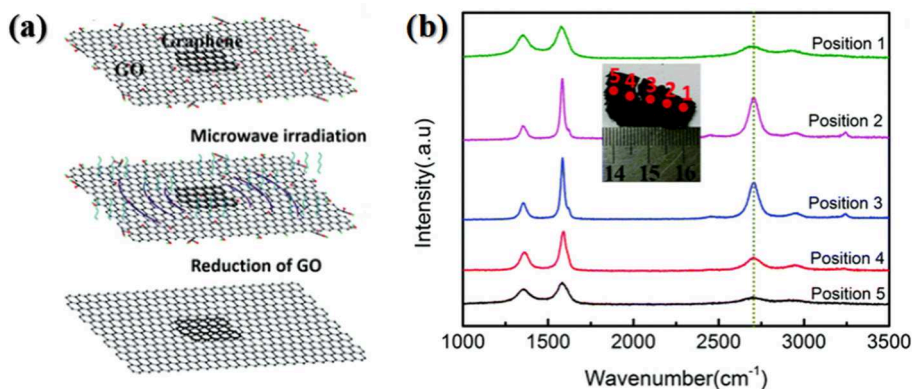 (a)
Graphene
GO
Microwave irradiation
Reduction of GO
(b)
Position 1
5 4 3 2 1
Position 2
14 15 16
Position 3
Position 4
Position 5
Intensity(.a.u)
1000 1500 2000 2500 3000 3500
Wavenumber(cm⁻¹)